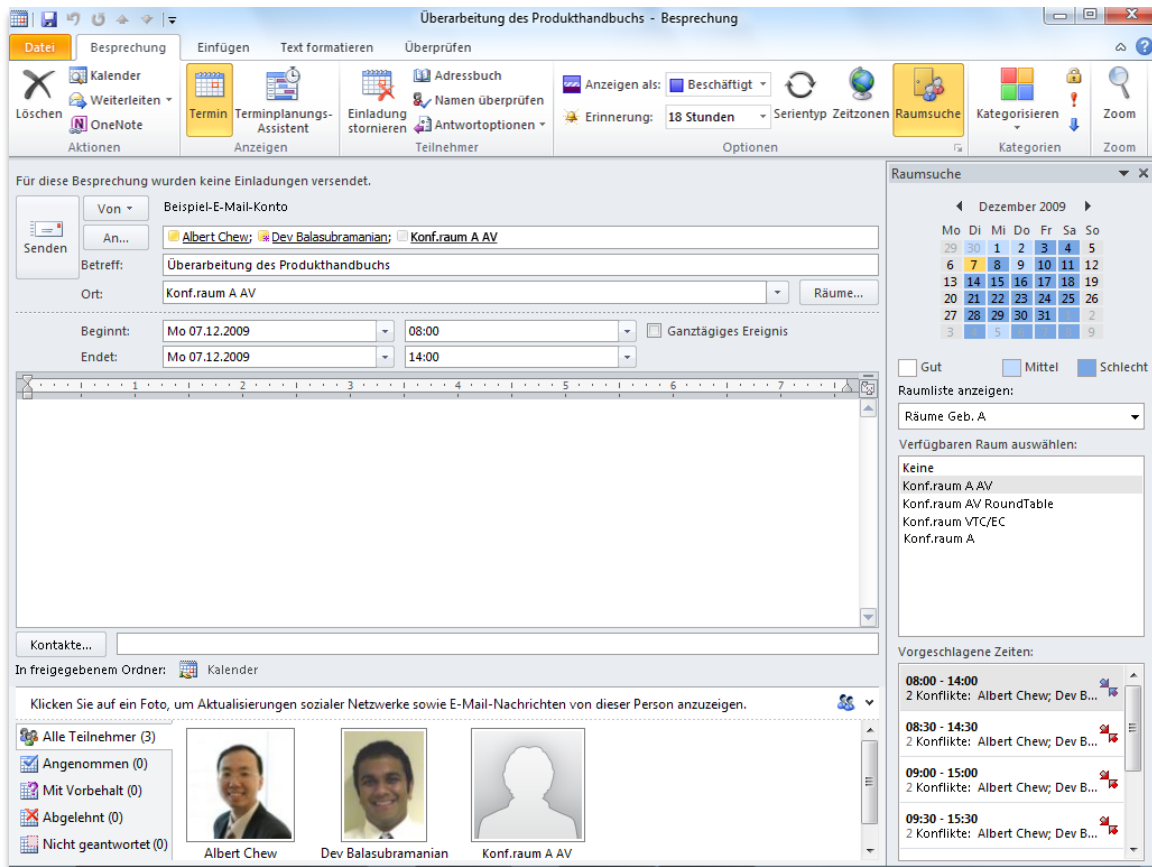 Überarbeitung des Produkthandbuchs - Besprechung
Datei Besprechung Einfügen Text formatieren Überprüfen
Löschen
Kalender
Weiterleiten
OneNote
Aktionen
Termin
Terminplanungs-
Assistent
Anzeigen
Einladung
stornieren
Adressbuch
Namen überprüfen
Antwortoptionen
Teilnehmer
Anzeigen als: Beschäftigt
Erinnerung: 18 Stunden
Serientyp
Zeitzonen
Raumsuche
Optionen
Kategorisieren
Kategorien
Zoom
Zoom
Für diese Besprechung wurden keine Einladungen versendet.
Senden
Von Beispiel-E-Mail-Konto
An... Albert Chew; Dev Balasubramanian; Konf.raum A AV
Betreff: Überarbeitung des Produkthandbuchs
Ort: Konf.raum A AV Räume...
Beginnt: Mo 07.12.2009 08:00 Ganztägiges Ereignis
Endet: Mo 07.12.2009 14:00
1 2 3 4 5 6 7
Kontakte...
In freigegebenem Ordner: Kalender
Klicken Sie auf ein Foto, um Aktualisierungen sozialer Netzwerke sowie E-Mail-Nachrichten von dieser Person anzuzeigen.
Alle Teilnehmer (3)
Angenommen (0)
Mit Vorbehalt (0)
Abgelehnt (0)
Nicht geantwortet (0)
Albert Chew Dev Balasubramanian Konf.raum A AV
Raumsuche
Dezember 2009
Mo Di Mi Do Fr Sa So
29 30 1 2 3 4 5
6 7 8 9 10 11 12
13 14 15 16 17 18 19
20 21 22 23 24 25 26
27 28 29 30 31 1 2
3 4 5 6 7 8 9
Gut Mittel Schlecht
Raumliste anzeigen:
Räume Geb. A
Verfügbaren Raum auswählen:
Keine
Konf.raum A AV
Konf.raum AV RoundTable
Konf.raum VTC/EC
Konf.raum A
Vorgeschlagene Zeiten:
08:00 - 14:00
2 Konflikte: Albert Chew; Dev B...
08:30 - 14:30
2 Konflikte: Albert Chew; Dev B...
09:00 - 15:00
2 Konflikte: Albert Chew; Dev B...
09:30 - 15:30
2 Konflikte: Albert Chew; Dev B...